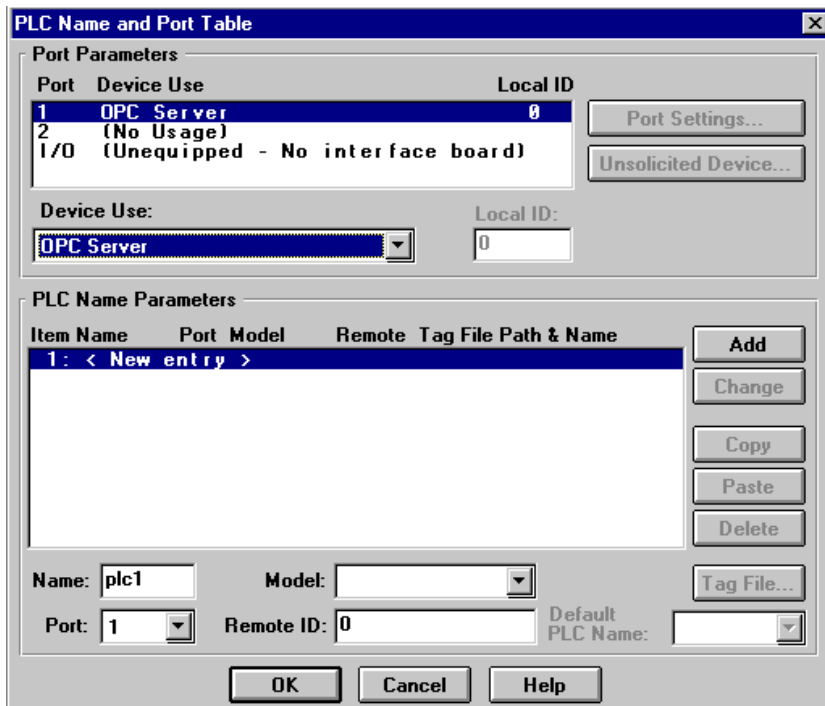 PLC Name and Port Table
Port Parameters
Port Device Use Local ID
1 OPC Server 0
2 (No Usage)
I/O (Unequipped - No interface board)
Port Settings...
Unsolicited Device...
Device Use: Local ID:
OPC Server 0
PLC Name Parameters
Item Name Port Model Remote Tag File Path & Name
1: < New entry >
Add
Change
Copy
Paste
Delete
Name: plc1 Model: Tag File...
Port: 1 Remote ID: 0 Default PLC Name:
OK Cancel Help